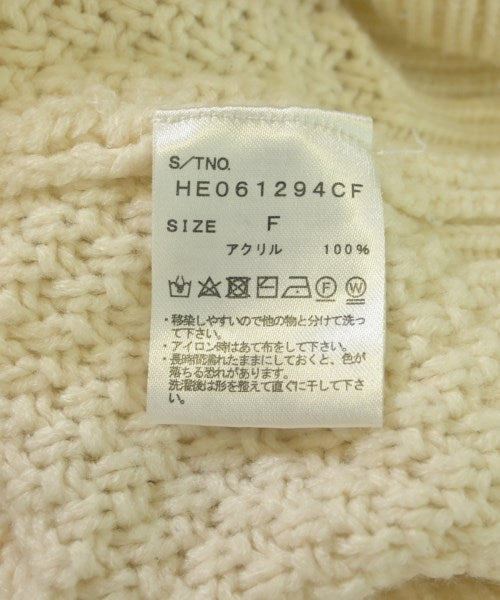 S/TNO.
HE061294CF
SIZE F
アクリル 100%
F W
・移染しやすいので他の物と分けて洗っ
て下さい。
・アイロン時はあて布をして下さい。
・長時間濡れたままにしておくと、色が
落ちる恐れがあります。
洗濯後は形を整えて直ぐに干して下さ
い。